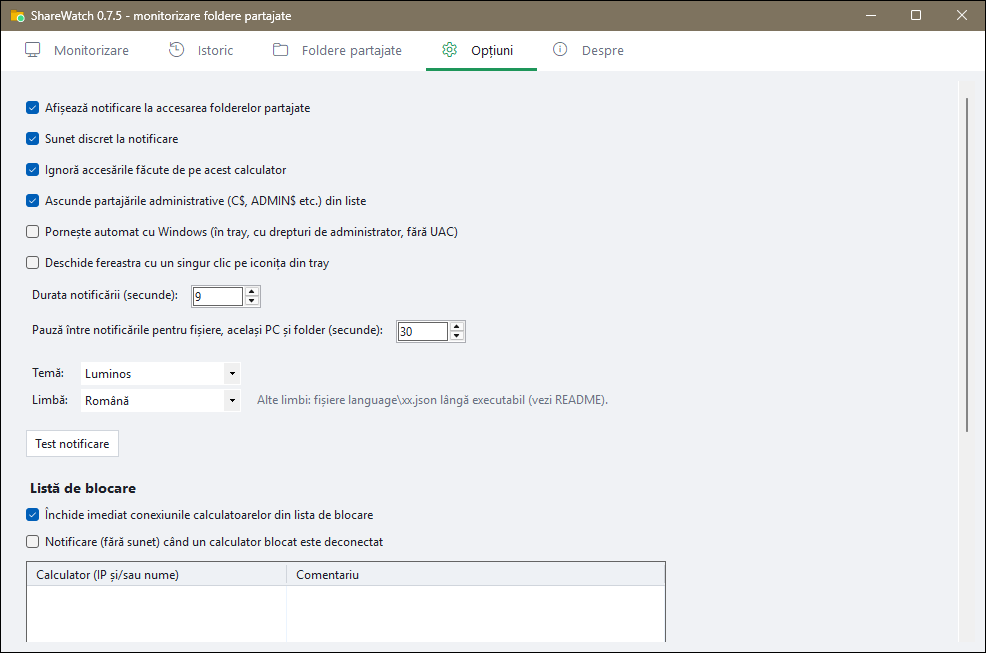 ShareWatch 0.7.5 - monitorizare foldere partajate
Monitorizare Istoric Foldere partajate Opțiuni Despre
Afișează notificare la accesarea folderelor partajate
Sunet discret la notificare
Ignoră accesările făcute de pe acest calculator
Ascunde partajările administrative (C$, ADMIN$ etc.) din liste
Pornește automat cu Windows (în tray, cu drepturi de administrator, fără UAC)
Deschide fereastra cu un singur clic pe iconița din tray
Durata notificării (secunde): 9
Pauză între notificările pentru fișiere, același PC și folder (secunde): 30
Temă: Luminos
Limbă: Română Alte limbi: fișiere language\xx.json lângă executabil (vezi README).
Test notificare
Listă de blocare
Închide imediat conexiunile calculatoarelor din lista de blocare
Notificare (fără sunet) când un calculator blocat este deconectat
Calculator (IP și/sau nume) Comentariu